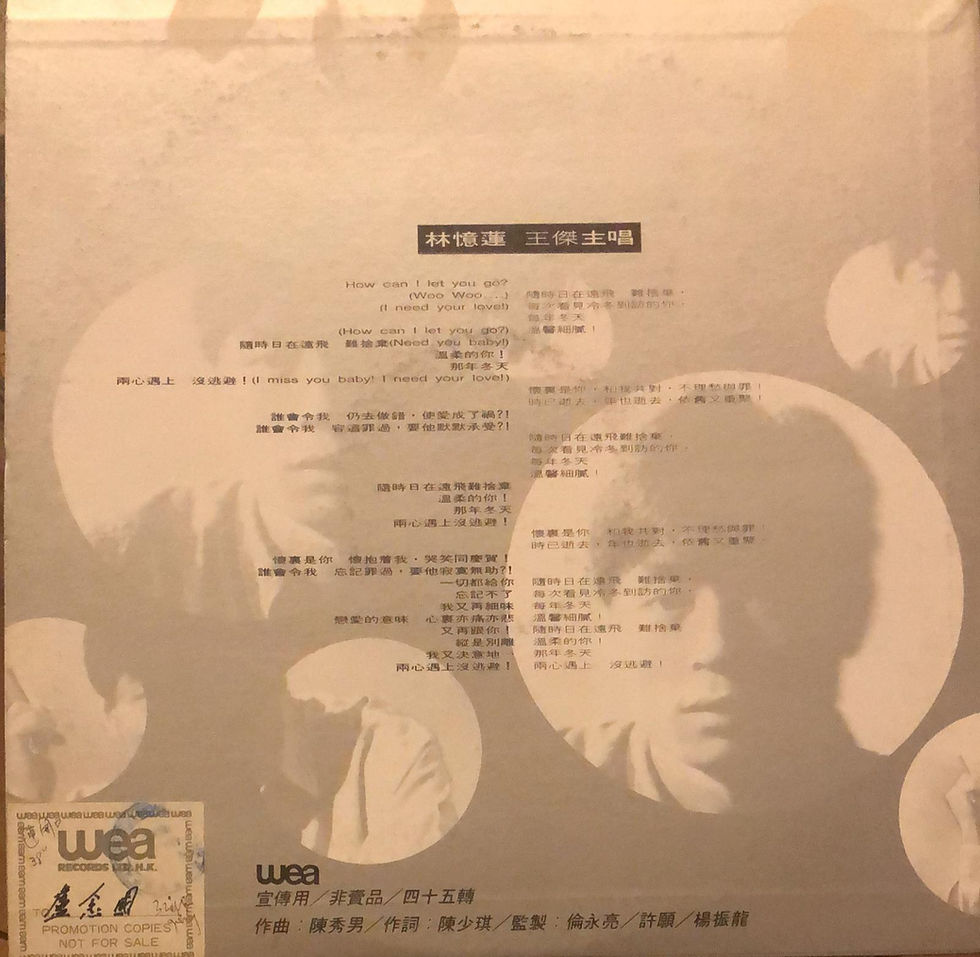 林憶蓮 王傑主唱
How can I let you go?
(Woo Woo....)
(I need your love!)
(How can I let you go?)
隨時日在遠飛 難捨棄(Need you baby!)
溫柔的你！
那年冬天
兩心遇上 沒逃避！(I miss you baby! I need your love!)
誰會令我 仍去做錯，使愛成了禍?!
誰會令我 容這罪過，要他默默承受?!
隨時日在遠飛難捨棄
溫柔的你！
那年冬天
兩心遇上沒逃避！
懷裏是你 懷抱着我，哭笑同慶賀！
誰會令我 忘記罪過，要他寂寞無助?!
一切都給你
忘記不了
我又再細味
戀愛的意味 心裏亦痛亦悲
又再跟你！
縱是別離
我又決意地
兩心遇上沒逃避！
隨時日在遠飛 難捨棄，
每次看見冷冬到訪的你，
每年冬天
溫馨細膩！
懷裏是你，和我共對，不理愁與罪！
時已逝去，年也逝去，依舊又重聚！
隨時日在遠飛難捨棄，
每次看見冷冬到訪的你，
每年冬天
溫馨細膩！
懷裏是你 和我共對，不理愁與罪！
時已逝去，年也逝去，依舊又重聚，
隨時日在遠飛 難捨棄，
每次看見冷冬到訪的你，
每年冬天
溫馨細膩！
隨時日在遠飛 難捨棄
溫柔的你！
那年冬天
兩心遇上 沒逃避！
wea
宣傳用／非賣品／四十五轉
作曲：陳秀男／作詞：陳少琪／監製：倫永亮／許願／楊振龍
wea
RECORDS LTD. H.K.
TO
PROMOTION COPIES
NOT FOR SALE